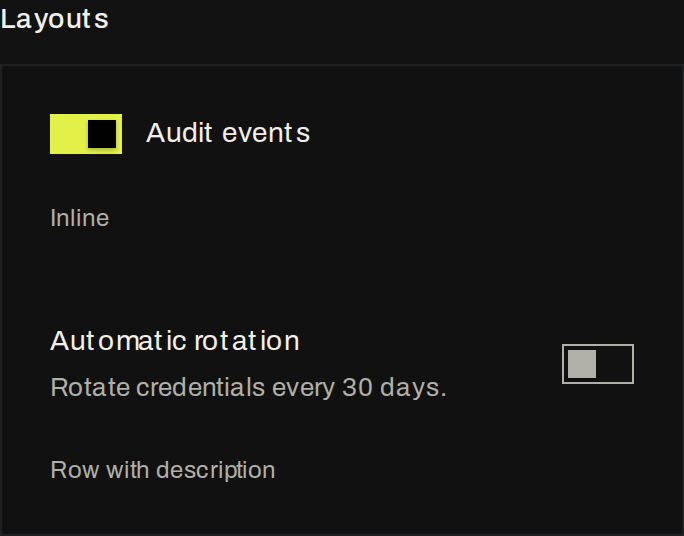 Layouts
Audit events
Inline
Automatic rotation
Rotate credentials every 30 days.
Row with description